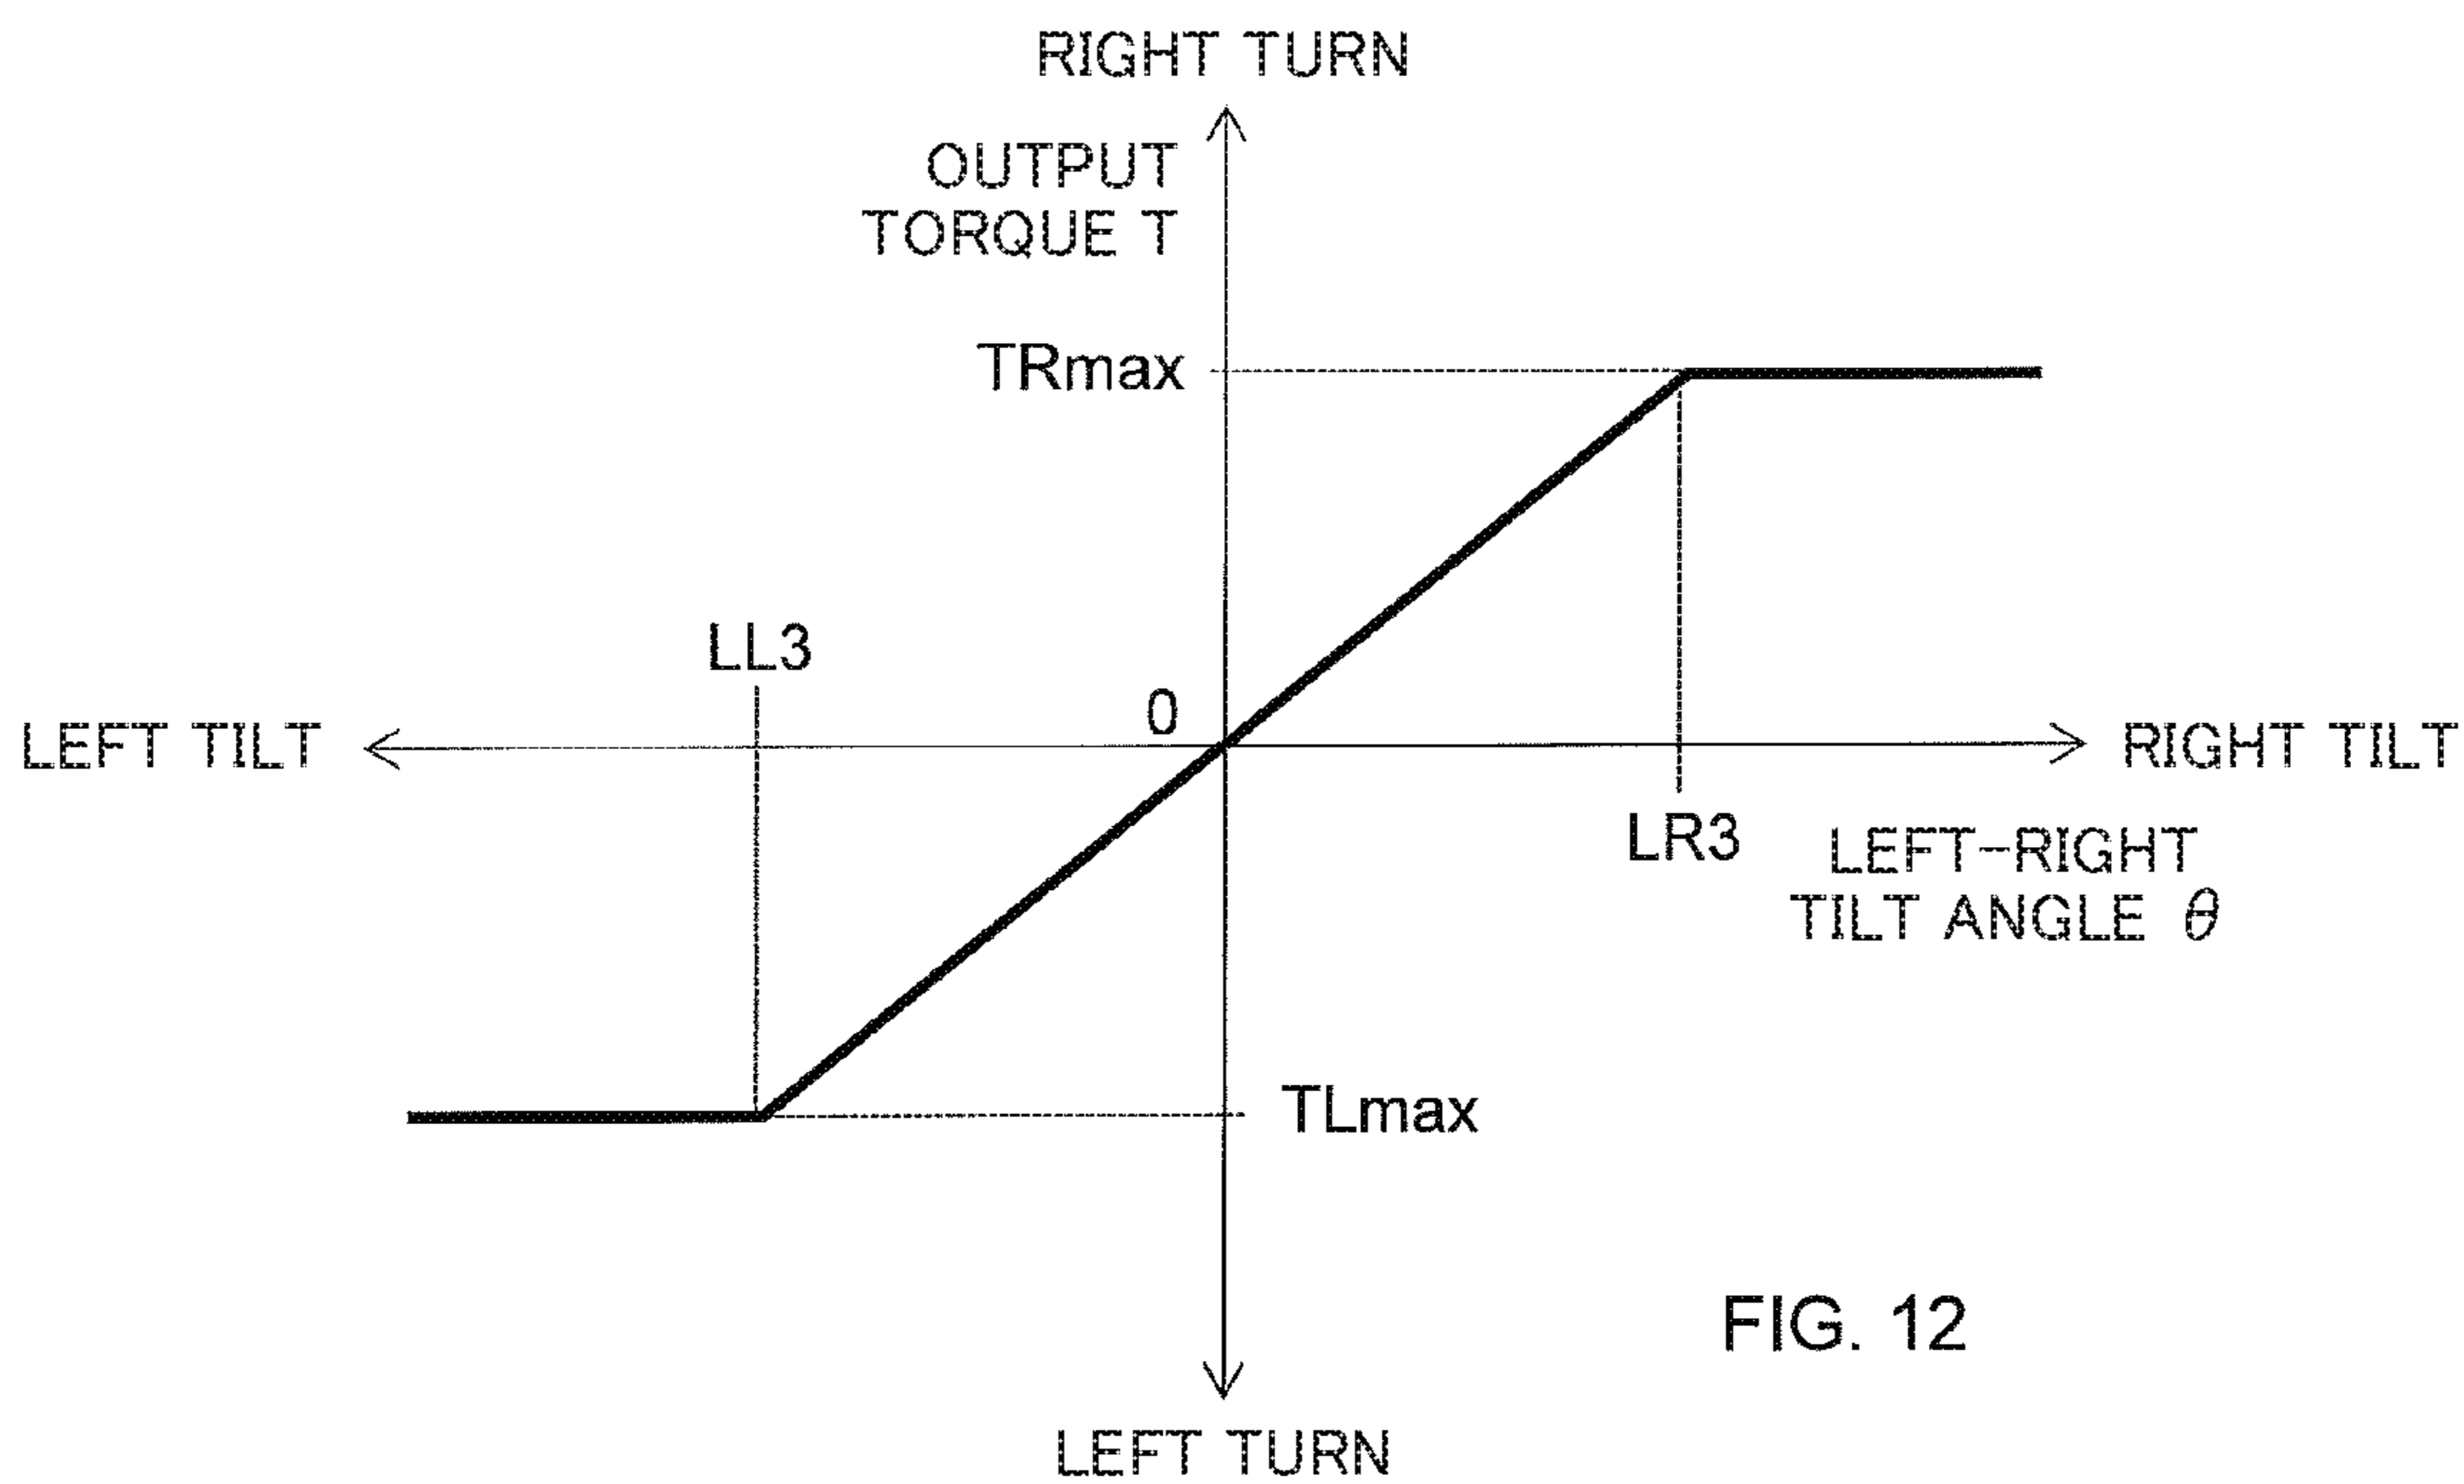 RIGHT TURN
OUTPUT
TORQUE T
TRmax
LL3
0
LEFT TILT
RIGHT TILT
LR3
LEFT-RIGHT
TILT ANGLE θ
TLmax
FIG. 12
LEFT TURN